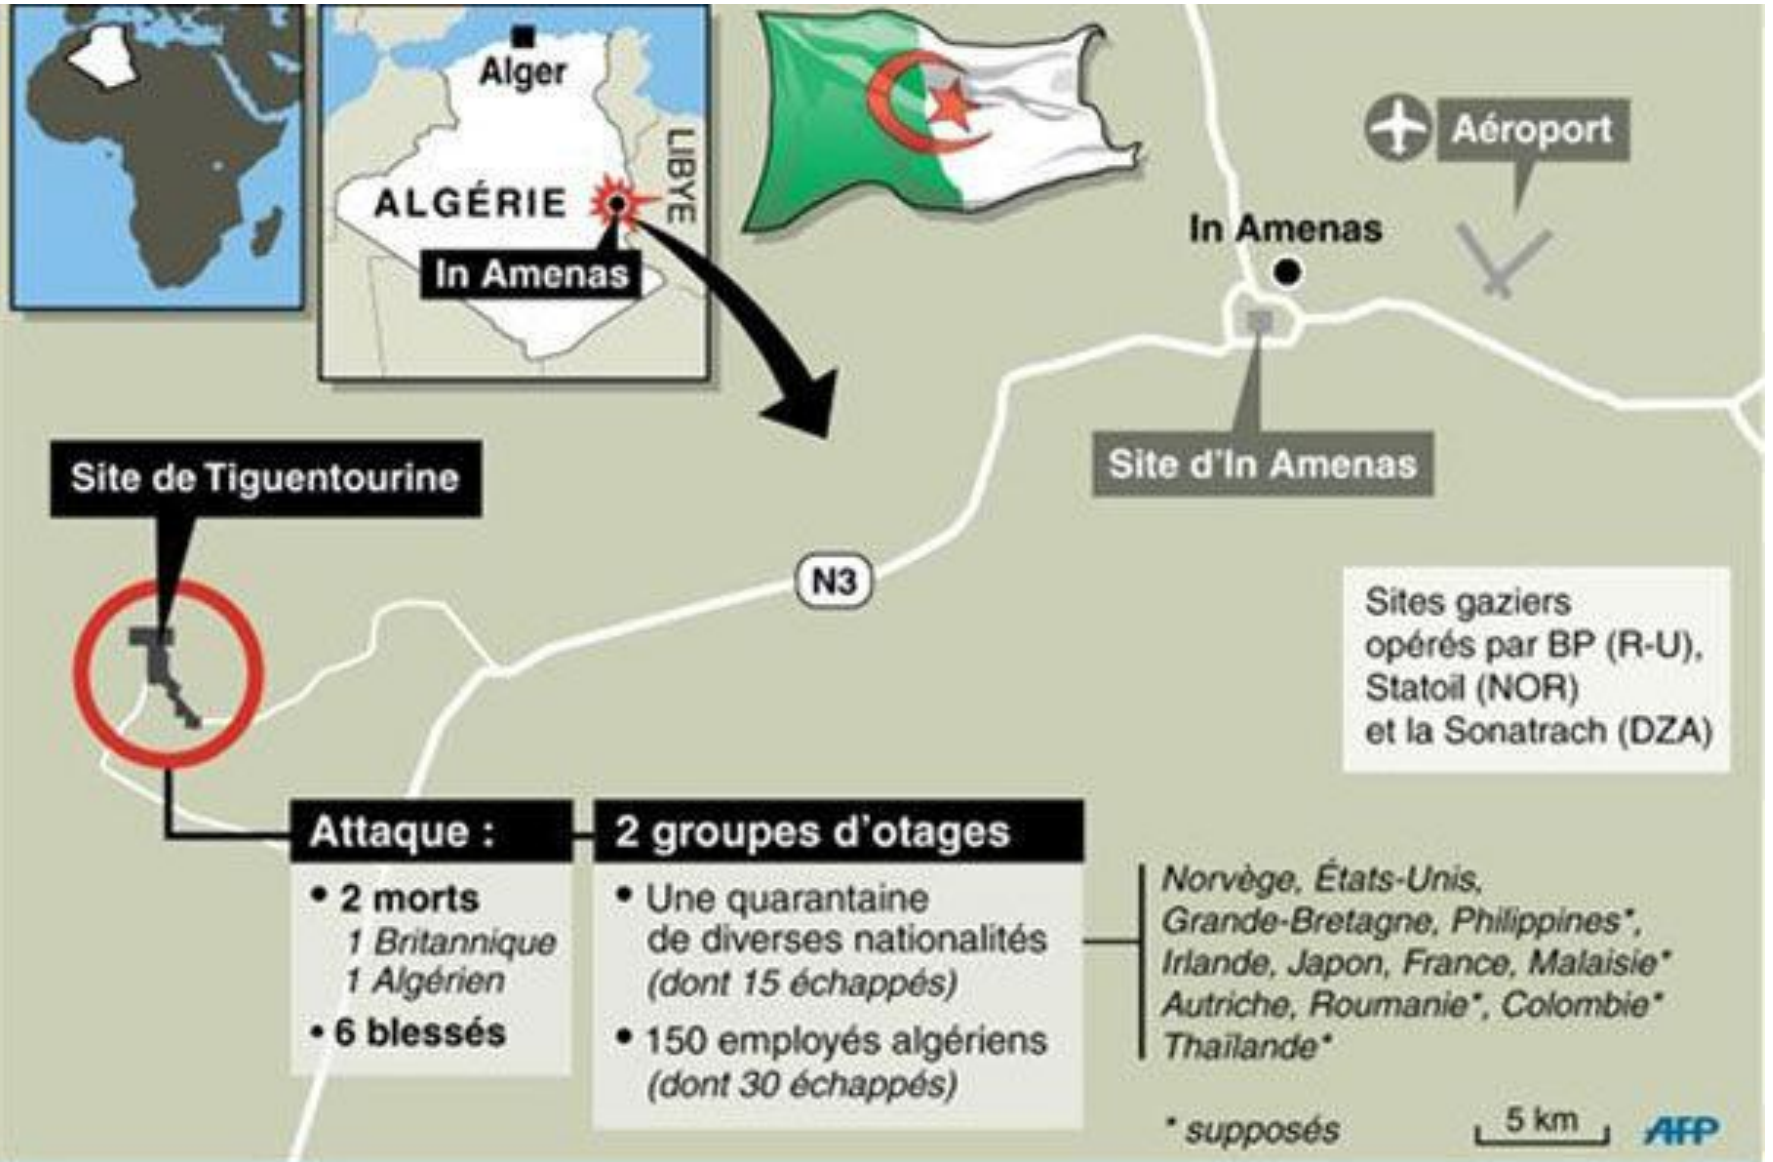 Alger
LIBYE
ALGÉRIE
In Amenas
Aéroport
In Amenas
Site d'In Amenas
Site de Tiguentourine
N3
Sites gaziers
opérés par BP (R-U),
Statoil (NOR)
et la Sonatrach (DZA)
Attaque :
• 2 morts
1 Britannique
1 Algérien
• 6 blessés
2 groupes d'otages
• Une quarantaine
de diverses nationalités
(dont 15 échappés)
• 150 employés algériens
(dont 30 échappés)
Norvège, États-Unis,
Grande-Bretagne, Philippines*,
Irlande, Japon, France, Malaisie*
Autriche, Roumanie*, Colombie*
Thaïlande*
* supposés
5 km
AFP